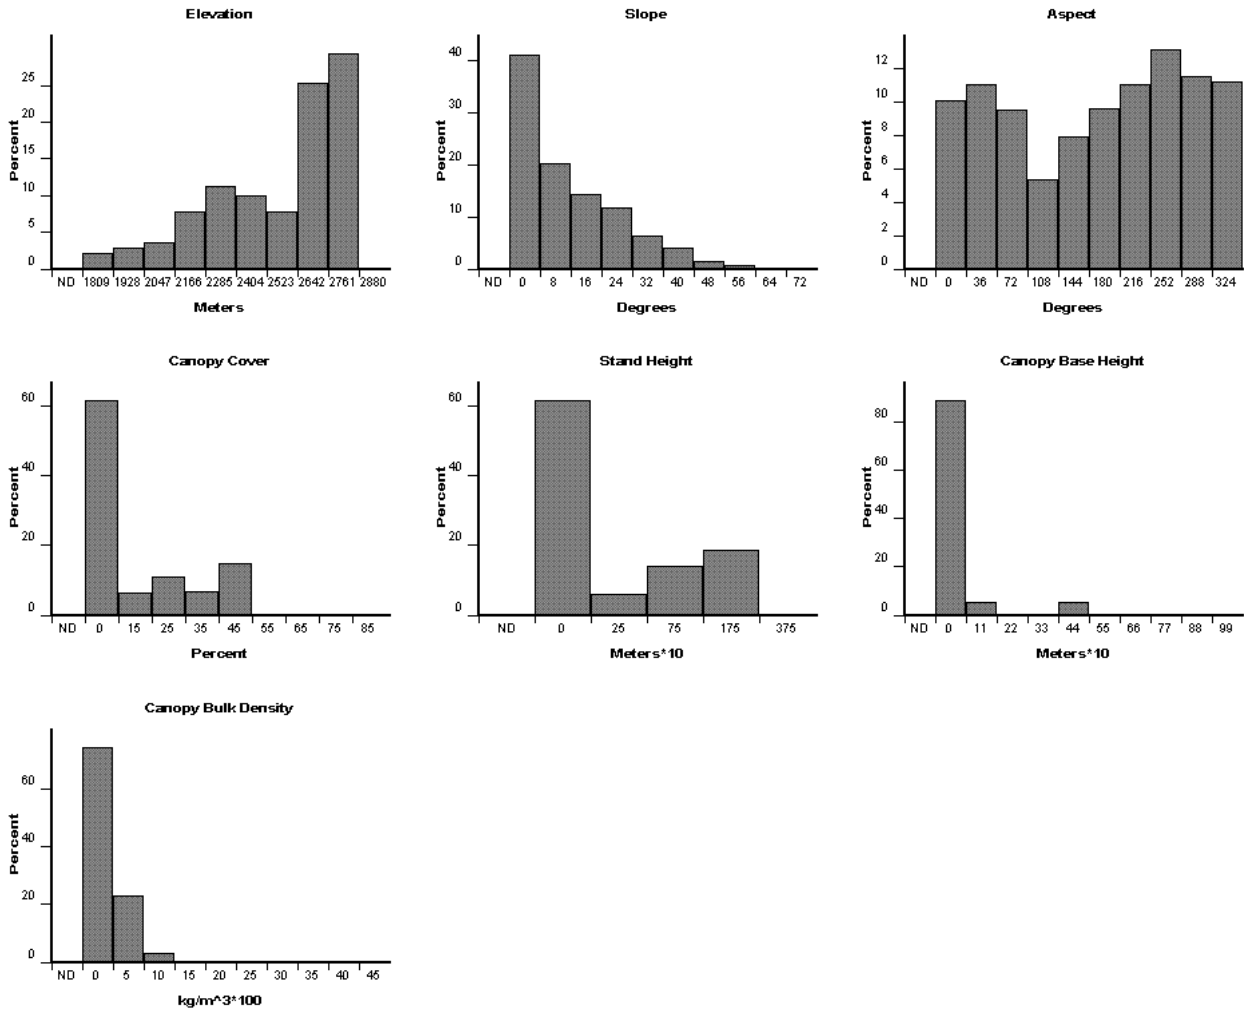 Elevation
25
20
15
10
5
0
Percent
ND 1809 1928 2047 2166 2285 2404 2523 2642 2761 2880
Meters
Slope
40
30
20
10
0
Percent
ND 0 8 16 24 32 40 48 56 64 72
Degrees
Aspect
12
10
8
6
4
2
0
Percent
ND 0 36 72 108 144 180 216 252 288 324
Degrees
Canopy Cover
60
40
20
0
Percent
ND 0 15 25 35 45 55 65 75 85
Percent
Stand Height
60
40
20
0
Percent
ND 0 25 75 175 375
Meters*10
Canopy Base Height
80
60
40
20
0
Percent
ND 0 11 22 33 44 55 66 77 88 99
Meters*10
Canopy Bulk Density
60
40
20
0
Percent
ND 0 5 10 15 20 25 30 35 40 45
kg/m^3*100